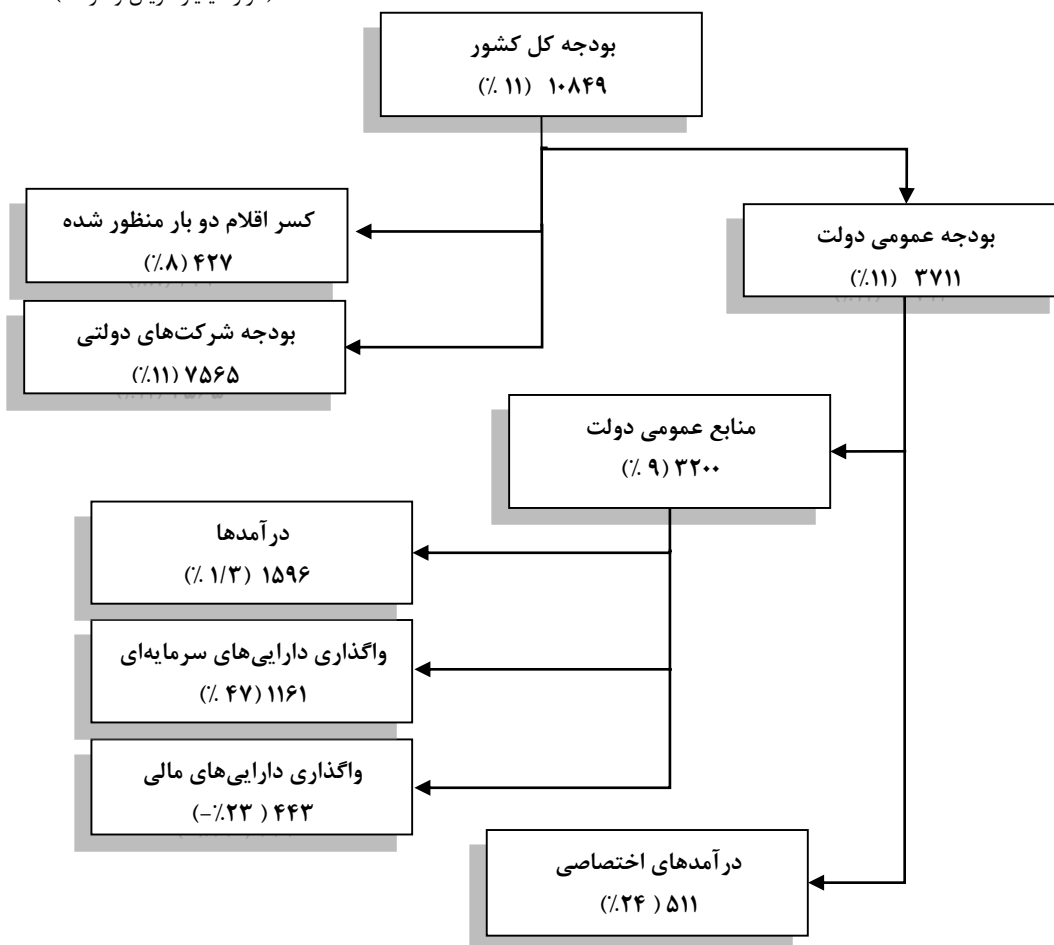 بودجه کل کشور
۱۰۸۴۹ (۱۱ ٪)
کسر اقلام دو بار منظور شده
۴۲۷ (۸٪)
بودجه عمومی دولت
۳۷۱۱ (۱۱٪)
بودجه شرکت‌های دولتی
۷۵۶۵ (۱۱٪)
منابع عمومی دولت
۳۲۰۰ (۹ ٪)
درآمدها
۱۵۹۶ (۱/۳ ٪)
واگذاری دارایی‌های سرمایه‌ای
۱۱۶۱ (۴۷ ٪)
واگذاری دارایی‌های مالی
۴۴۳ (۲۳٪-)
درآمدهای اختصاصی
۵۱۱ (۲۴٪)